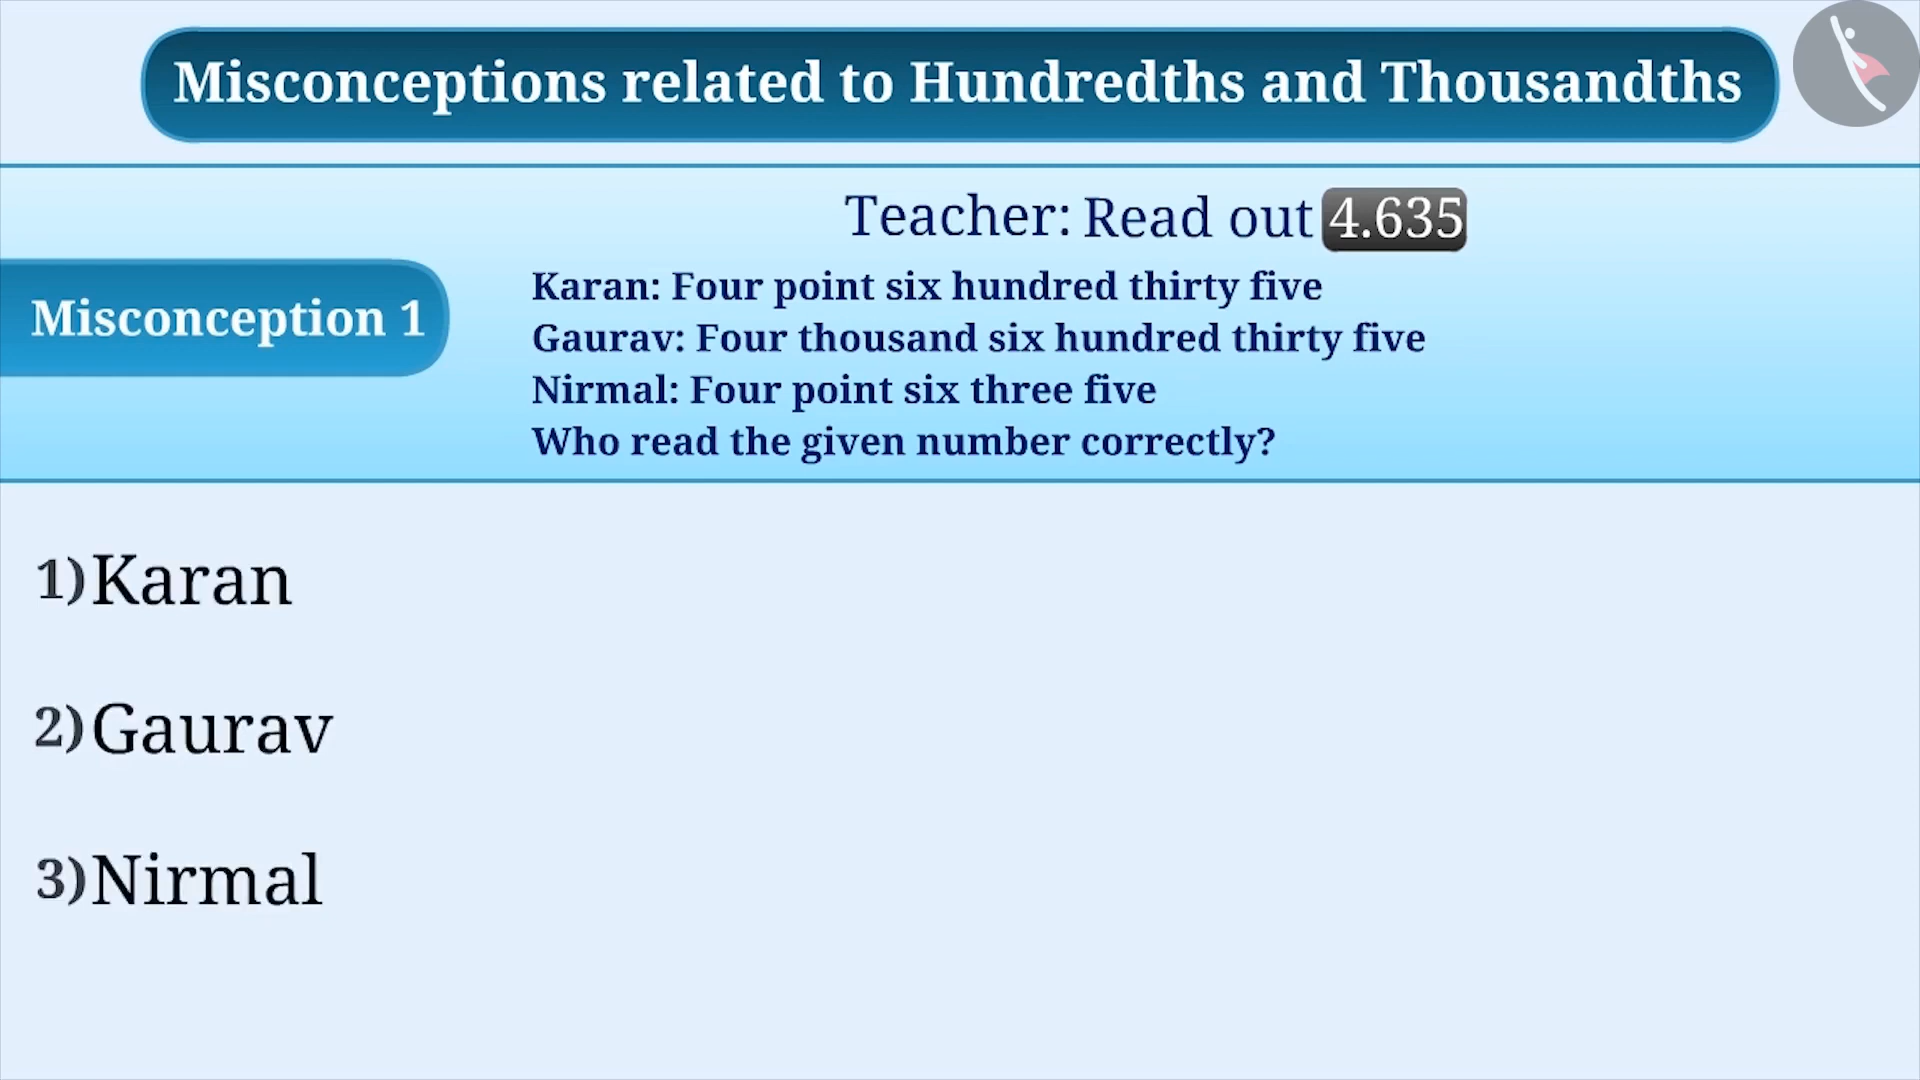 Misconceptions related to Hundredths and Thousandths
Teacher: Read out 4.635
Misconception 1
Karan: Four point six hundred thirty five
Gaurav: Four thousand six hundred thirty five
Nirmal: Four point six three five
Who read the given number correctly?
1) Karan
2) Gaurav
3) Nirmal